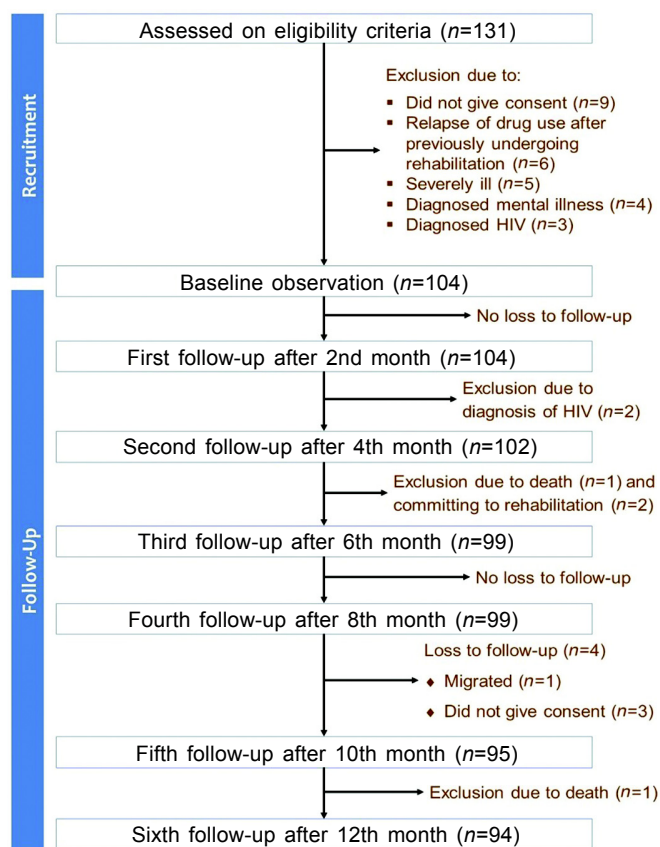 Assessed on eligibility criteria (n=131)
Recruitment
Exclusion due to:
▪ Did not give consent (n=9)
▪ Relapse of drug use after
previously undergoing
rehabilitation (n=6)
▪ Severely ill (n=5)
▪ Diagnosed mental illness (n=4)
▪ Diagnosed HIV (n=3)
Baseline observation (n=104)
Follow-Up
No loss to follow-up
First follow-up after 2nd month (n=104)
Exclusion due to
diagnosis of HIV (n=2)
Second follow-up after 4th month (n=102)
Exclusion due to death (n=1) and
committing to rehabilitation (n=2)
Third follow-up after 6th month (n=99)
No loss to follow-up
Fourth follow-up after 8th month (n=99)
Loss to follow-up (n=4)
♦ Migrated (n=1)
♦ Did not give consent (n=3)
Fifth follow-up after 10th month (n=95)
Exclusion due to death (n=1)
Sixth follow-up after 12th month (n=94)